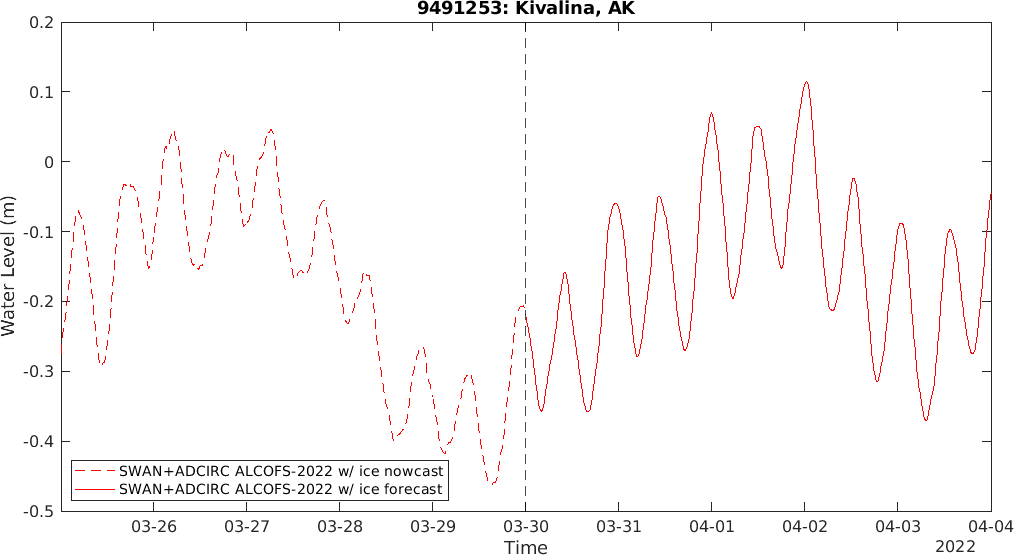 9491253: Kivalina, AK
0.2
0.1
0
-0.1
-0.2
-0.3
-0.4
-0.5
Water Level (m)
SWAN+ADCIRC ALCOFS-2022 w/ ice nowcast
SWAN+ADCIRC ALCOFS-2022 w/ ice forecast
03-26 03-27 03-28 03-29 03-30 03-31 04-01 04-02 04-03 04-04
Time
2022